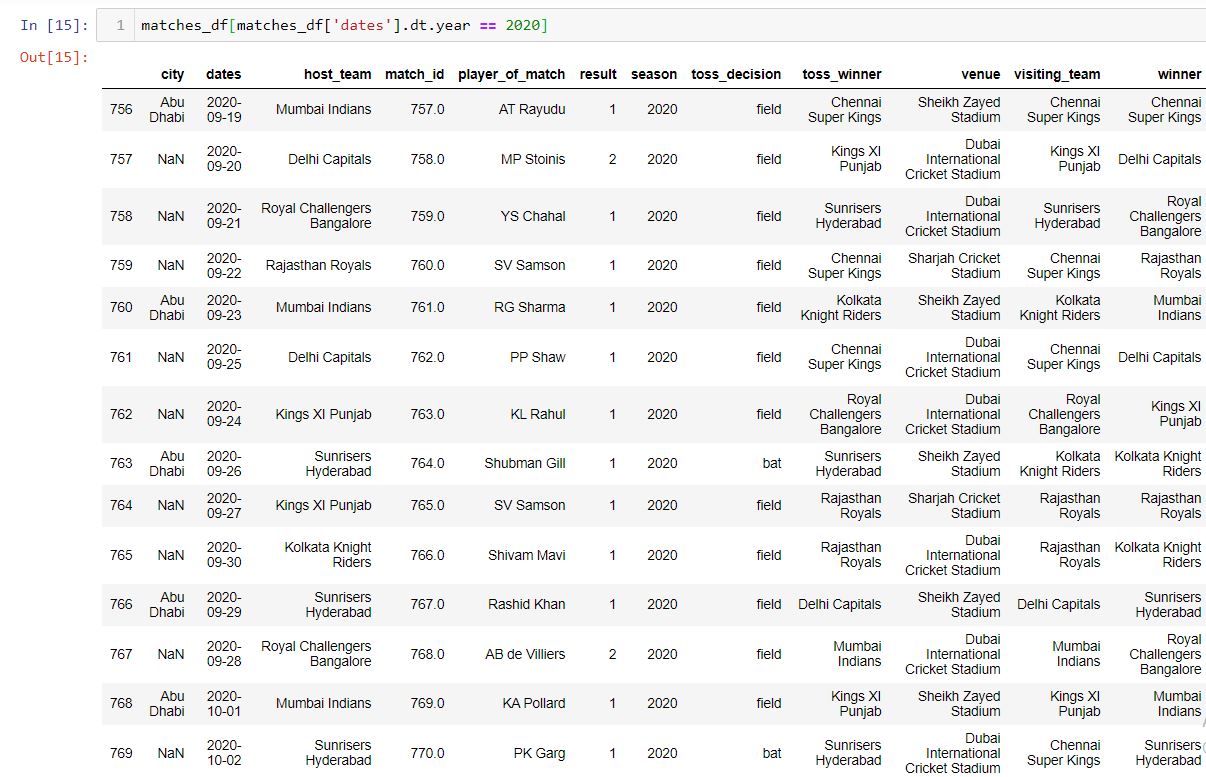 In [15]: 1 matches_df[matches_df['dates'].dt.year == 2020]
Out[15]:
city dates host_team match_id player_of_match result season toss_decision toss_winner venue visiting_team winner
756 Abu Dhabi 2020-09-19 Mumbai Indians 757.0 AT Rayudu 1 2020 field Chennai Super Kings Sheikh Zayed Stadium Chennai Super Kings Chennai Super Kings
757 NaN 2020-09-20 Delhi Capitals 758.0 MP Stoinis 2 2020 field Kings XI Punjab Dubai International Cricket Stadium Kings XI Punjab Delhi Capitals
758 NaN 2020-09-21 Royal Challengers Bangalore 759.0 YS Chahal 1 2020 field Sunrisers Hyderabad Dubai International Cricket Stadium Sunrisers Hyderabad Royal Challengers Bangalore
759 NaN 2020-09-22 Rajasthan Royals 760.0 SV Samson 1 2020 field Chennai Super Kings Sharjah Cricket Stadium Chennai Super Kings Rajasthan Royals
760 Abu Dhabi 2020-09-23 Mumbai Indians 761.0 RG Sharma 1 2020 field Kolkata Knight Riders Sheikh Zayed Stadium Kolkata Knight Riders Mumbai Indians
761 NaN 2020-09-25 Delhi Capitals 762.0 PP Shaw 1 2020 field Chennai Super Kings Dubai International Cricket Stadium Chennai Super Kings Delhi Capitals
762 NaN 2020-09-24 Kings XI Punjab 763.0 KL Rahul 1 2020 field Royal Challengers Bangalore Dubai International Cricket Stadium Royal Challengers Bangalore Kings XI Punjab
763 Abu Dhabi 2020-09-26 Sunrisers Hyderabad 764.0 Shubman Gill 1 2020 bat Sunrisers Hyderabad Sheikh Zayed Stadium Kolkata Knight Riders Kolkata Knight Riders
764 NaN 2020-09-27 Kings XI Punjab 765.0 SV Samson 1 2020 field Rajasthan Royals Sharjah Cricket Stadium Rajasthan Royals Rajasthan Royals
765 NaN 2020-09-30 Kolkata Knight Riders 766.0 Shivam Mavi 1 2020 field Rajasthan Royals Dubai International Cricket Stadium Rajasthan Royals Kolkata Knight Riders
766 Abu Dhabi 2020-09-29 Sunrisers Hyderabad 767.0 Rashid Khan 1 2020 field Delhi Capitals Sheikh Zayed Stadium Delhi Capitals Sunrisers Hyderabad
767 NaN 2020-09-28 Royal Challengers Bangalore 768.0 AB de Villiers 2 2020 field Mumbai Indians Dubai International Cricket Stadium Mumbai Indians Royal Challengers Bangalore
768 Abu Dhabi 2020-10-01 Mumbai Indians 769.0 KA Pollard 1 2020 field Kings XI Punjab Sheikh Zayed Stadium Kings XI Punjab Mumbai Indians
769 NaN 2020-10-02 Sunrisers Hyderabad 770.0 PK Garg 1 2020 bat Sunrisers Hyderabad Dubai International Cricket Stadium Chennai Super Kings Sunrisers Hyderabad